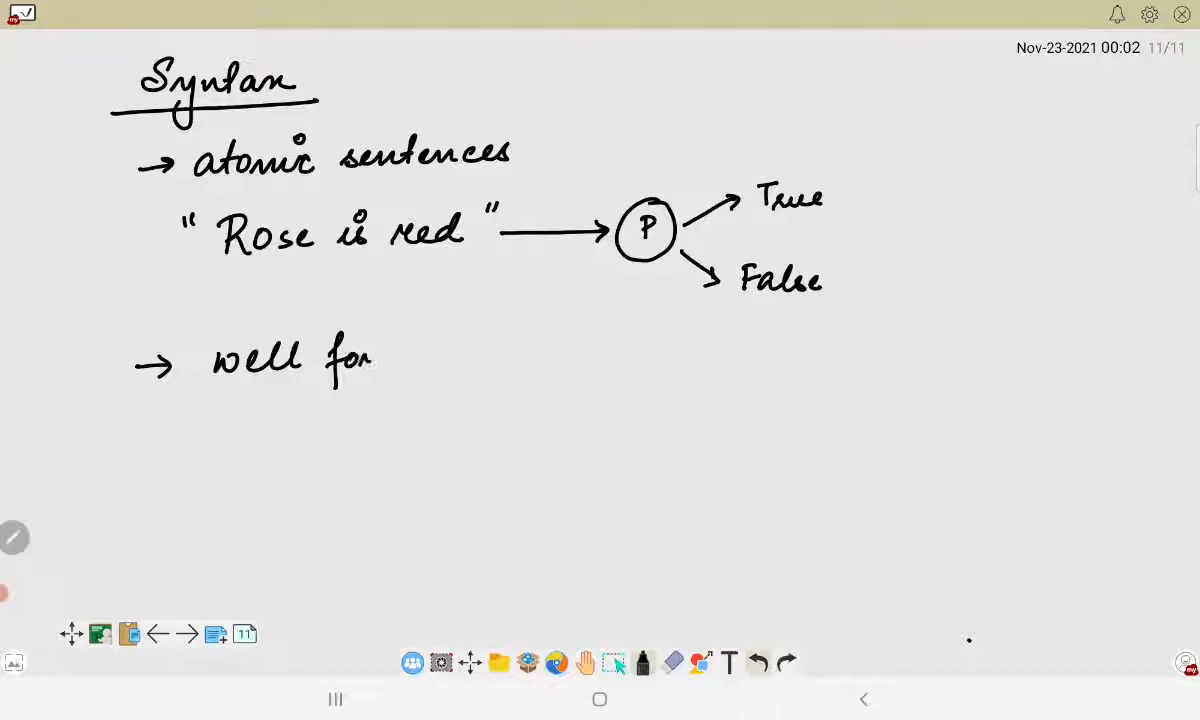 Nov-23-2021 00:02 11/11
Syntax
→ atomic sentences
"Rose is red" → P → True
→ False
→ well for
11
T